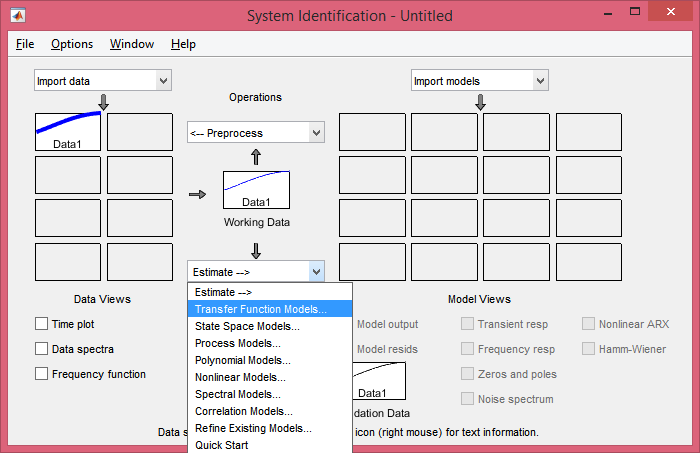 System Identification - Untitled
File Options Window Help
Import data
Import models
Operations
<-- Preprocess
Data1
Data1
Working Data
Estimate -->
Estimate -->
Transfer Function Models...
State Space Models...
Process Models...
Polynomial Models...
Nonlinear Models...
Spectral Models...
Correlation Models...
Refine Existing Models...
Quick Start
Data Views
Time plot
Data spectra
Frequency function
Model Views
Model output
Transient resp
Nonlinear ARX
Model resids
Frequency resp
Hamm-Wiener
Zeros and poles
Noise spectrum
Data1
dation Data
Data s
icon (right mouse) for text information.